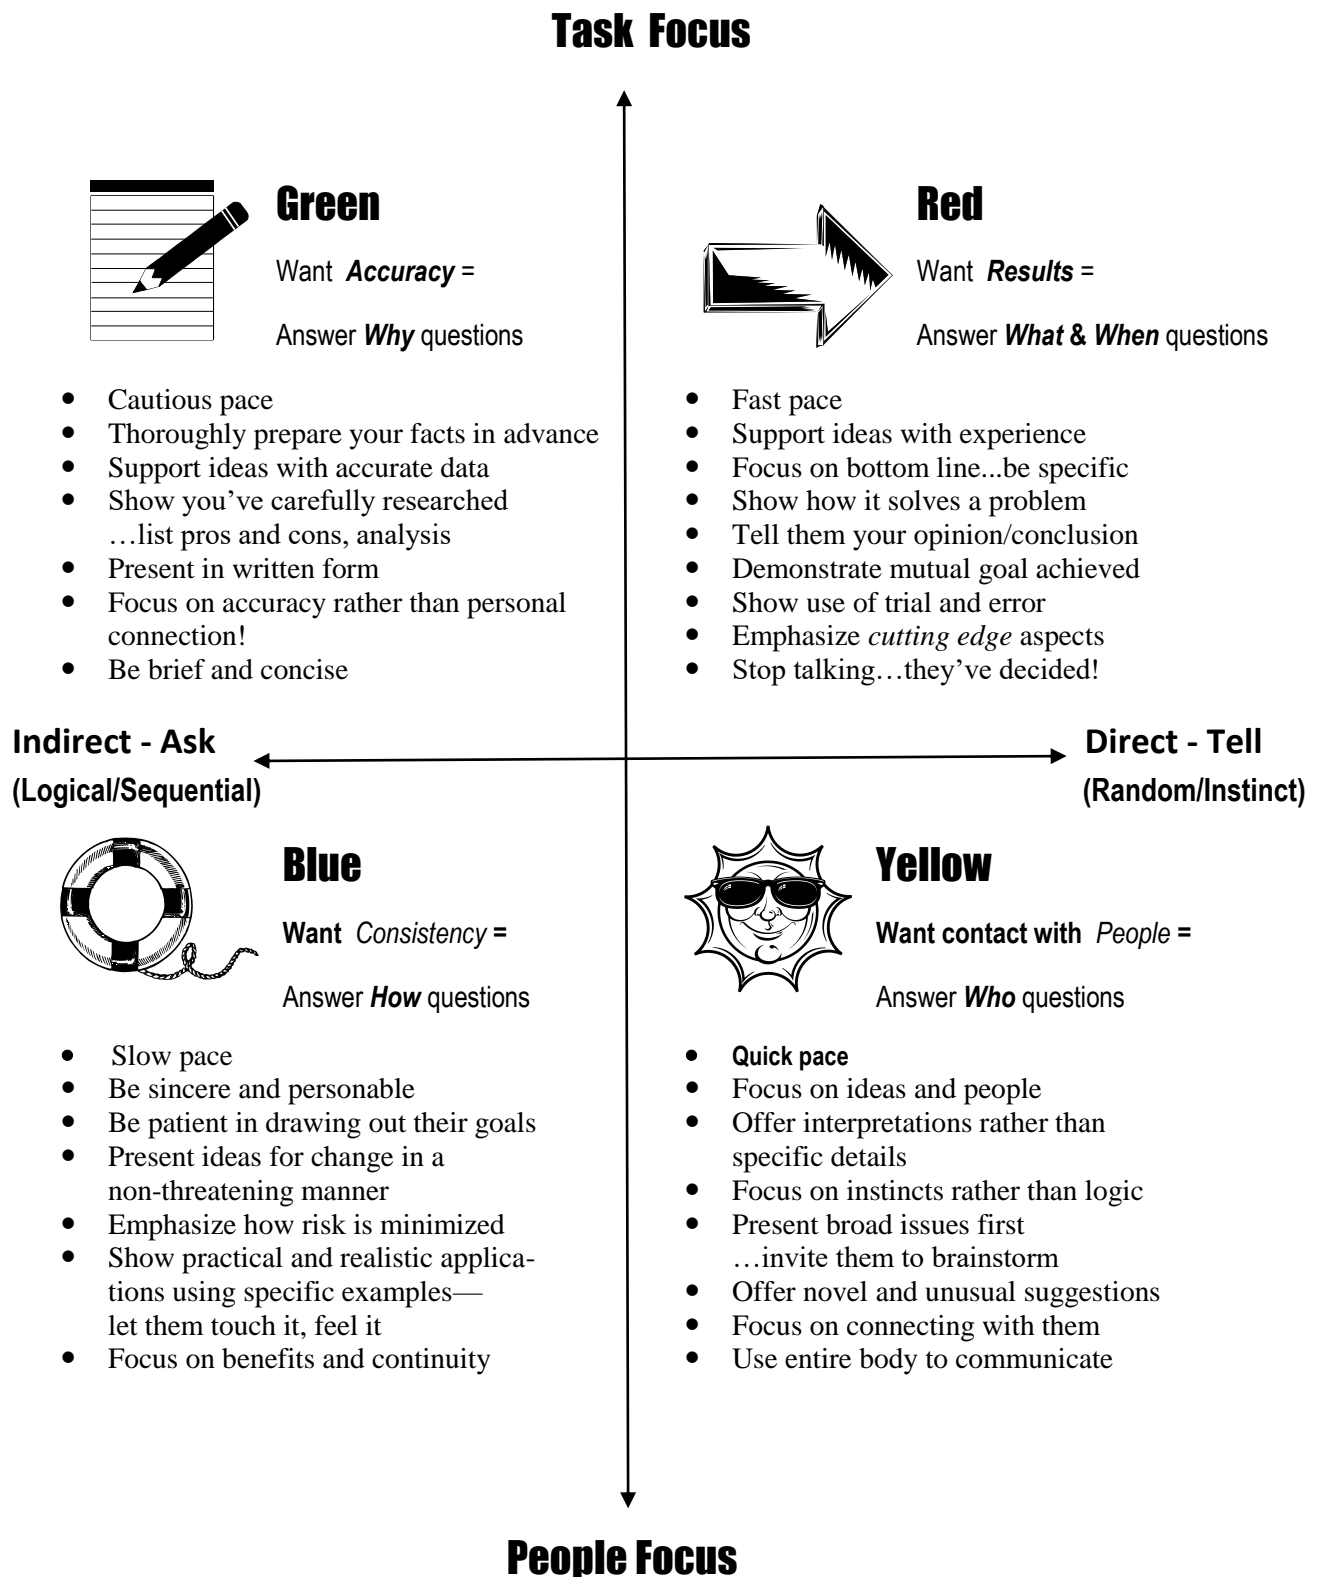 Task Focus
Green
Want Accuracy =
Answer Why questions
• Cautious pace
• Thoroughly prepare your facts in advance
• Support ideas with accurate data
• Show you’ve carefully researched
…list pros and cons, analysis
• Present in written form
• Focus on accuracy rather than personal
connection!
• Be brief and concise
Red
Want Results =
Answer What & When questions
• Fast pace
• Support ideas with experience
• Focus on bottom line...be specific
• Show how it solves a problem
• Tell them your opinion/conclusion
• Demonstrate mutual goal achieved
• Show use of trial and error
• Emphasize cutting edge aspects
• Stop talking…they’ve decided!
Indirect - Ask
(Logical/Sequential)
Direct - Tell
(Random/Instinct)
Blue
Want Consistency =
Answer How questions
• Slow pace
• Be sincere and personable
• Be patient in drawing out their goals
• Present ideas for change in a
non-threatening manner
• Emphasize how risk is minimized
• Show practical and realistic applica-
tions using specific examples—
let them touch it, feel it
• Focus on benefits and continuity
Yellow
Want contact with People =
Answer Who questions
• Quick pace
• Focus on ideas and people
• Offer interpretations rather than
specific details
• Focus on instincts rather than logic
• Present broad issues first
…invite them to brainstorm
• Offer novel and unusual suggestions
• Focus on connecting with them
• Use entire body to communicate
People Focus